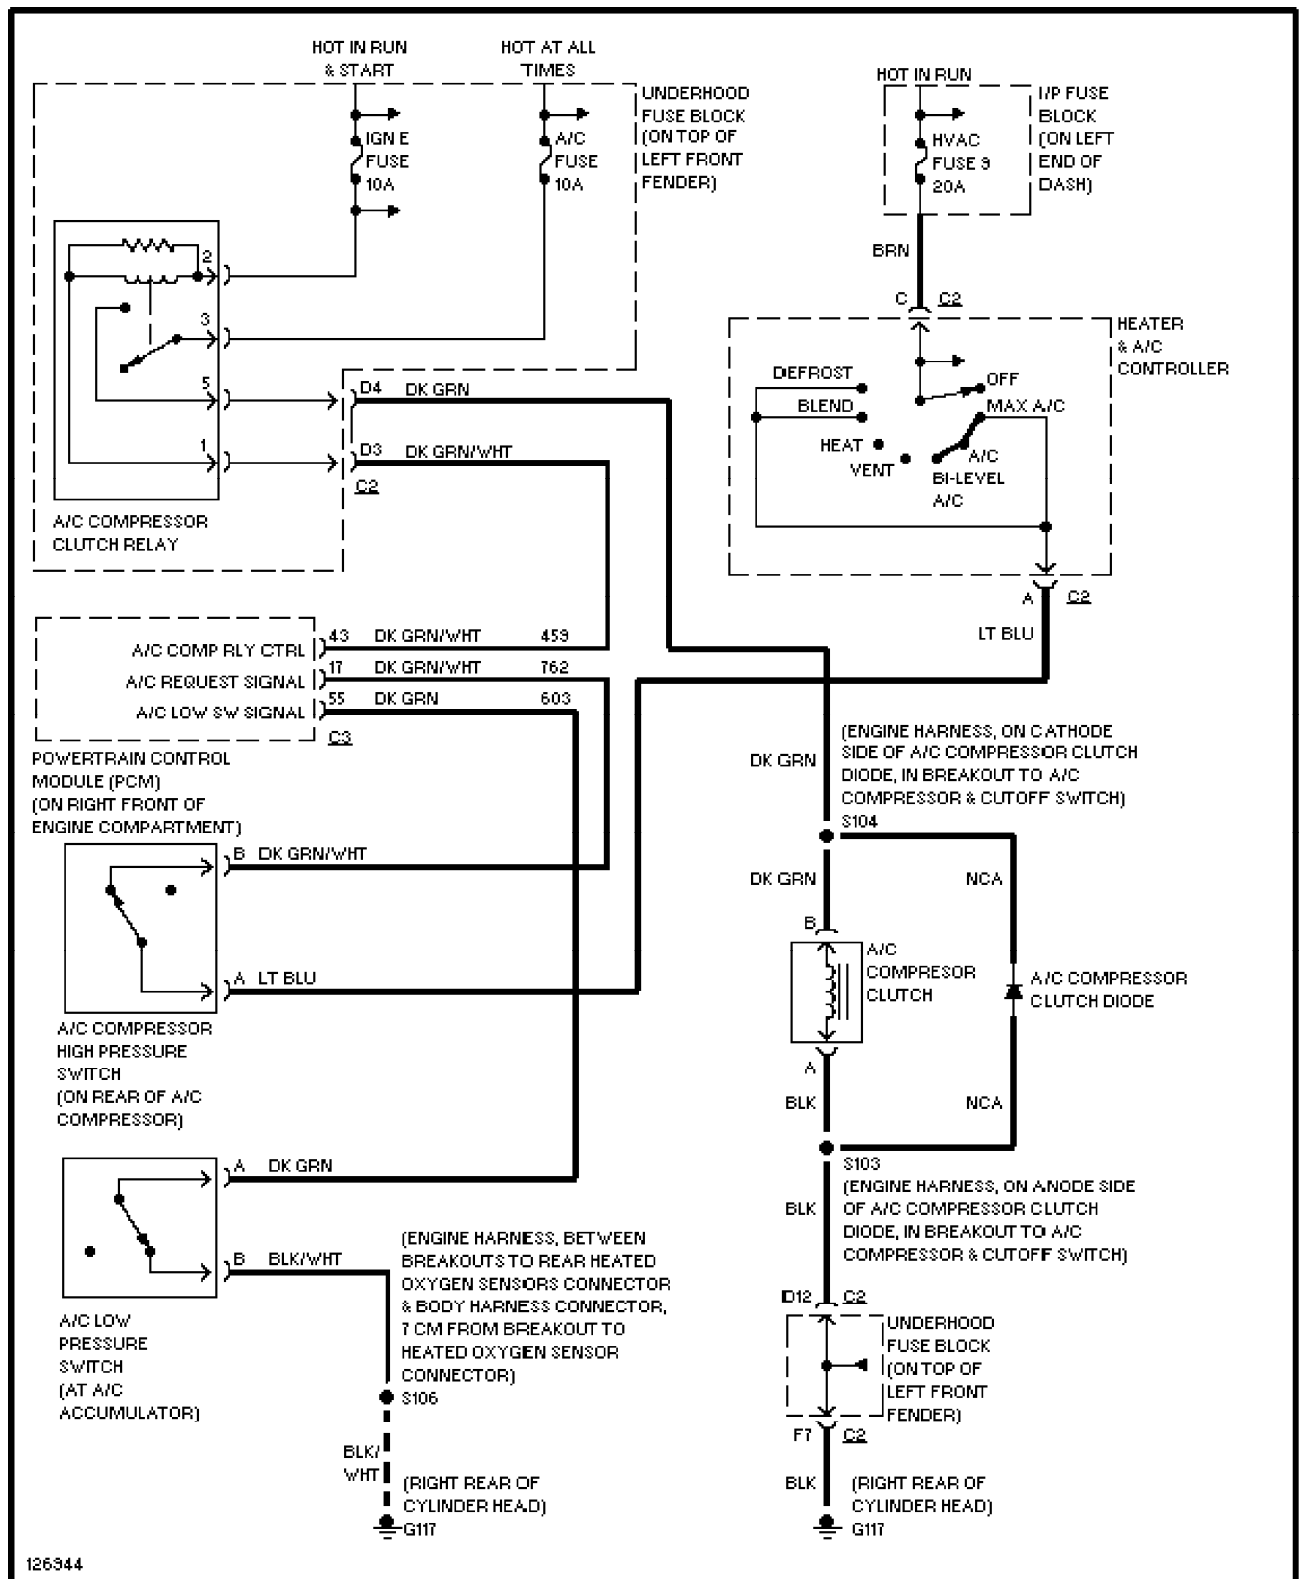 HOT IN RUN
& START
HOT AT ALL
TIMES
HOT IN RUN
UNDERHOOD
FUSE BLOCK
(ON TOP OF
LEFT FRONT
FENDER)
IGN E
FUSE
10A
A/C
FUSE
10A
HVAC
FUSE 9
20A
I/P FUSE
BLOCK
(ON LEFT
END OF
DASH)
BRN
C
C2
2
3
5
1
D4
DK GRN
D3
DK GRN/WHT
C2
A/C COMPRESSOR
CLUTCH RELAY
HEATER
& A/C
CONTROLLER
DEFROST
BLEND
HEAT
VENT
OFF
MAX A/C
A/C
BI-LEVEL
A/C
A
C2
LT BLU
A/C COMP RLY CTRL
43
DK GRN/WHT
459
A/C REQUEST SIGNAL
17
DK GRN/WHT
762
A/C LOW SW SIGNAL
55
DK GRN
603
C3
POWERTRAIN CONTROL
MODULE (PCM)
(ON RIGHT FRONT OF
ENGINE COMPARTMENT)
DK GRN
(ENGINE HARNESS, ON CATHODE
SIDE OF A/C COMPRESSOR CLUTCH
DIODE, IN BREAKOUT TO A/C
COMPRESSOR & CUTOFF SWITCH)
S104
B
DK GRN/WHT
A
LT BLU
A/C COMPRESSOR
HIGH PRESSURE
SWITCH
(ON REAR OF A/C
COMPRESSOR)
DK GRN
NCA
B
A/C
COMPRESOR
CLUTCH
A/C COMPRESSOR
CLUTCH DIODE
A
BLK
NCA
S103
(ENGINE HARNESS, ON ANODE SIDE
OF A/C COMPRESSOR CLUTCH
DIODE, IN BREAKOUT TO A/C
COMPRESSOR & CUTOFF SWITCH)
BLK
A
DK GRN
B
BLK/WHT
A/C LOW
PRESSURE
SWITCH
(AT A/C
ACCUMULATOR)
(ENGINE HARNESS, BETWEEN
BREAKOUTS TO REAR HEATED
OXYGEN SENSORS CONNECTOR
& BODY HARNESS CONNECTOR,
7 CM FROM BREAKOUT TO
HEATED OXYGEN SENSOR
CONNECTOR)
S106
BLK/
WHT
(RIGHT REAR OF
CYLINDER HEAD)
G117
D12
C2
UNDERHOOD
FUSE BLOCK
(ON TOP OF
LEFT FRONT
FENDER)
F7
C2
BLK
(RIGHT REAR OF
CYLINDER HEAD)
G117
126944